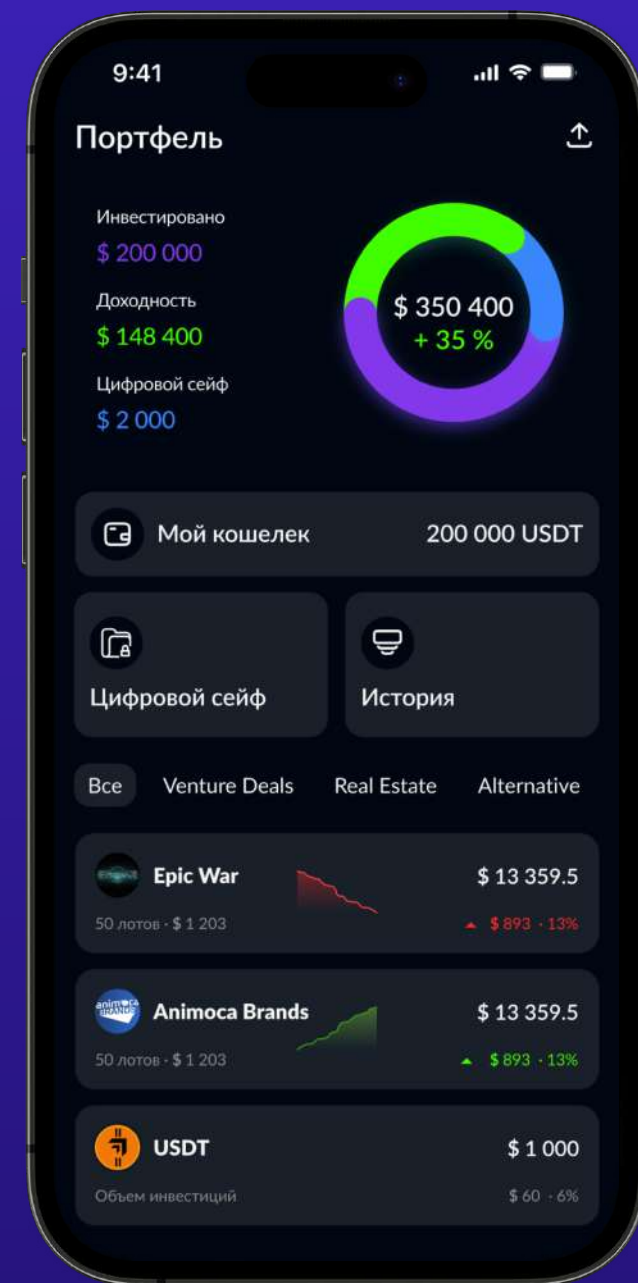 9:41
Портфель
Инвестировано
$ 200 000
Доходность
$ 148 400
Цифровой сейф
$ 2 000
$ 350 400
+ 35 %
Мой кошелек
200 000 USDT
Цифровой сейф
История
Все
Venture Deals
Real Estate
Alternative
Epic War
$ 13 359.5
50 лотов · $ 1 203
$ 893 · 13%
animoca
BRANDS
Animoca Brands
$ 13 359.5
50 лотов · $ 1 203
$ 893 · 13%
USDT
$ 1 000
Объем инвестиций
$ 60 · 6%